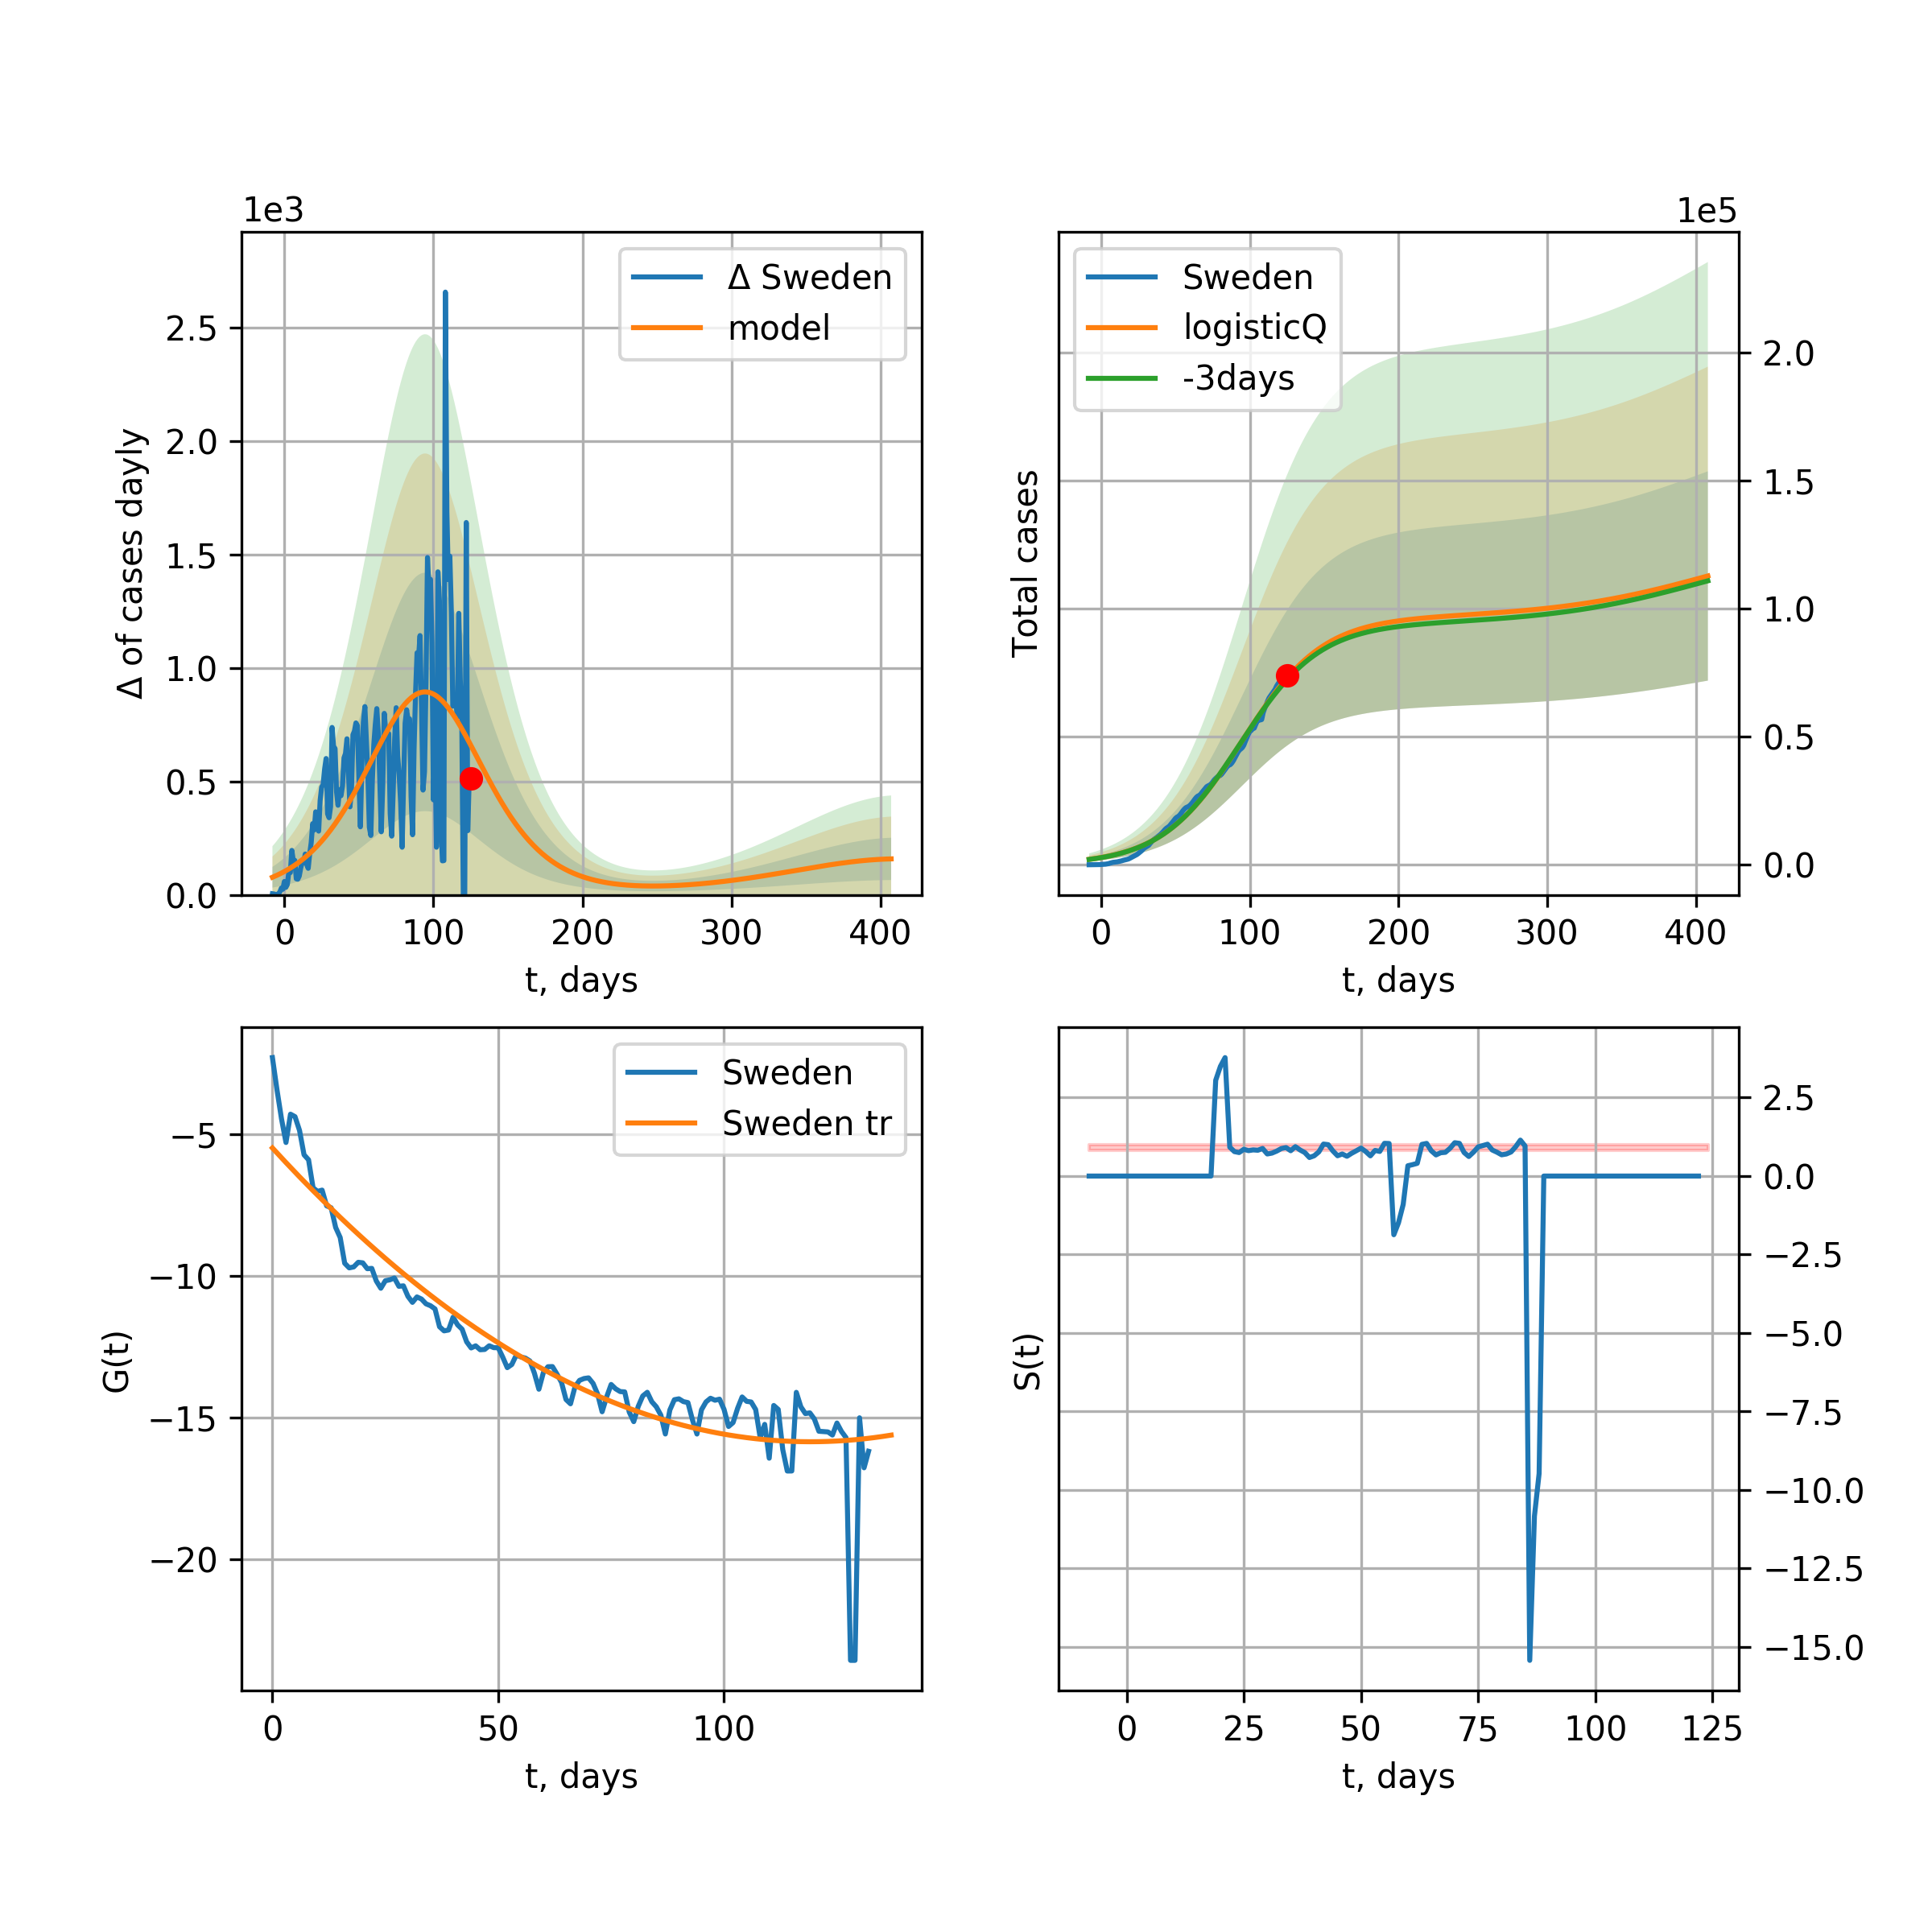 1e3
Δ Sweden
model
2.5
2.0
1.5
1.0
0.5
0.0
Δ of cases dayly
0 100 200 300 400
t, days
1e5
Sweden
logisticQ
-3days
2.0
1.5
1.0
0.5
0.0
Total cases
0 100 200 300 400
t, days
Sweden
Sweden tr
−5
−10
−15
−20
G(t)
0 50 100
t, days
2.5
0.0
−2.5
−5.0
−7.5
−10.0
−12.5
−15.0
S(t)
0 25 50 75 100 125
t, days